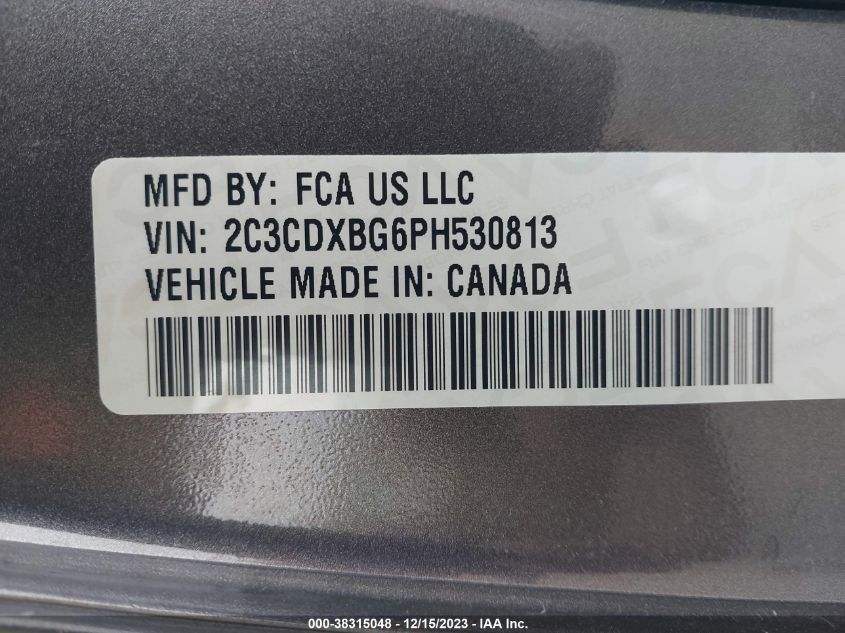 MFD BY: FCA US LLC
VIN: 2C3CDXBG6PH530813
VEHICLE MADE IN: CANADA
000-38315048 - 12/15/2023 - IAA Inc.